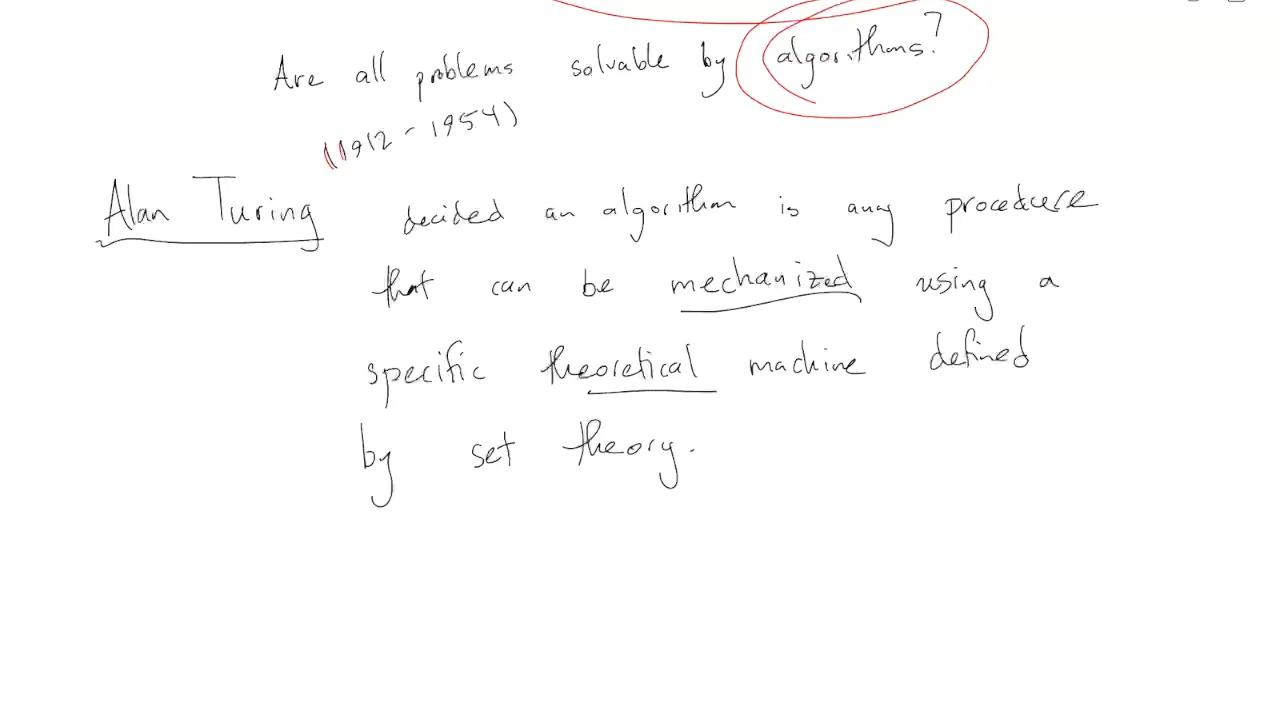 Are all problems solvable by algorithms?
(1912 - 1954)
Alan Turing decided an algorithm is any procedure
that can be mechanized using a
specific theoretical machine defined
by set theory.